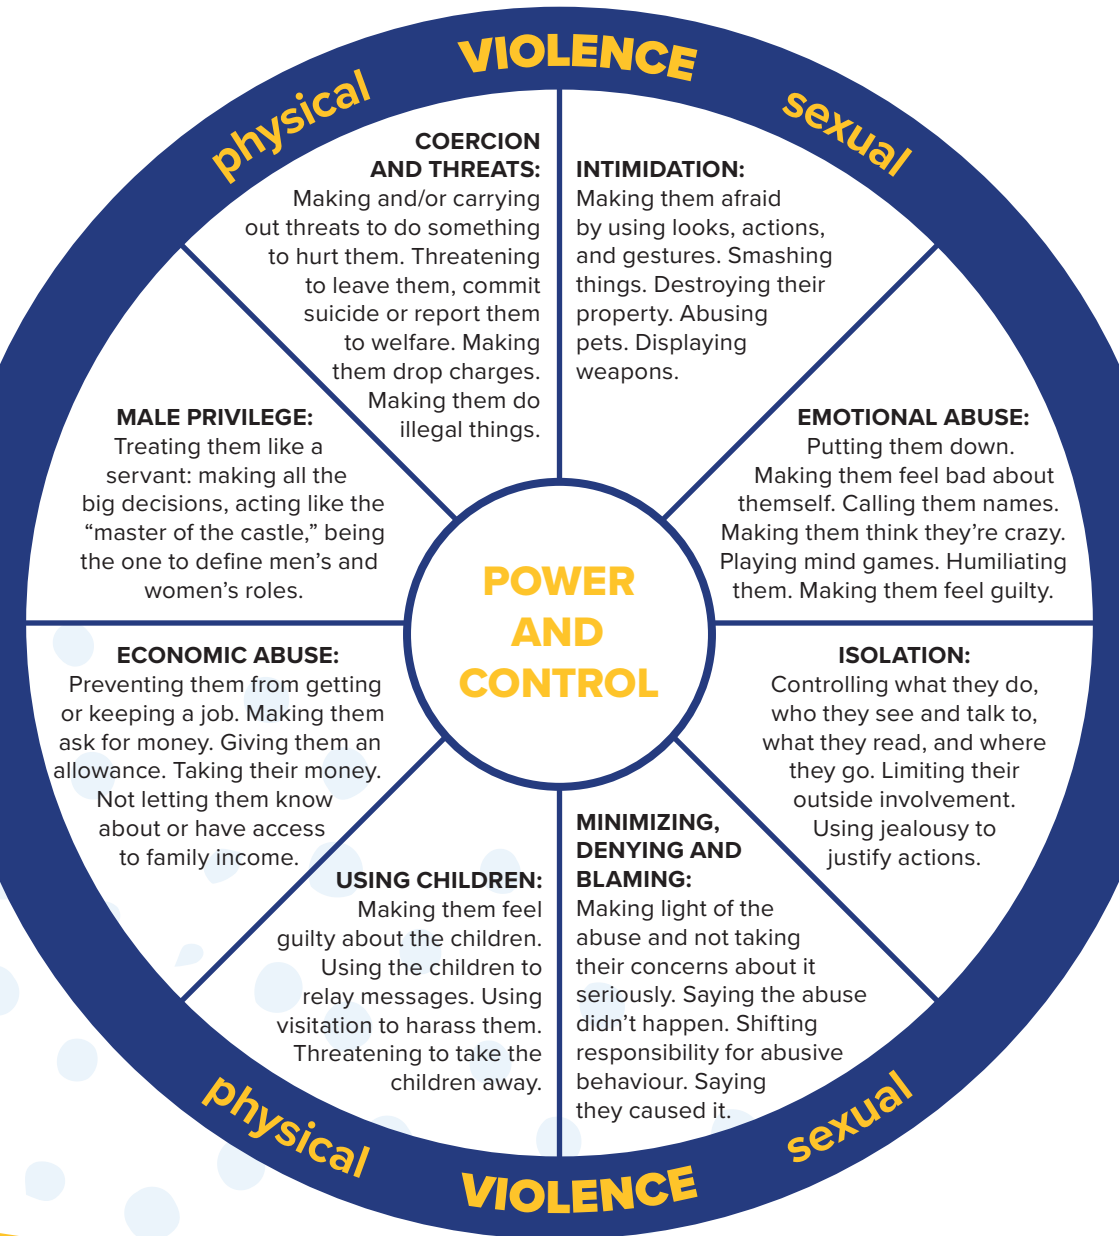 VIOLENCE
physical
sexual
COERCION
AND THREATS:
Making and/or carrying
out threats to do something
to hurt them. Threatening
to leave them, commit
suicide or report them
to welfare. Making
them drop charges.
Making them do
illegal things.
INTIMIDATION:
Making them afraid
by using looks, actions,
and gestures. Smashing
things. Destroying their
property. Abusing
pets. Displaying
weapons.
MALE PRIVILEGE:
Treating them like a
servant: making all the
big decisions, acting like the
“master of the castle,” being
the one to define men’s and
women’s roles.
EMOTIONAL ABUSE:
Putting them down.
Making them feel bad about
themself. Calling them names.
Making them think they’re crazy.
Playing mind games. Humiliating
them. Making them feel guilty.
POWER
AND
CONTROL
ECONOMIC ABUSE:
Preventing them from getting
or keeping a job. Making them
ask for money. Giving them an
allowance. Taking their money.
Not letting them know
about or have access
to family income.
ISOLATION:
Controlling what they do,
who they see and talk to,
what they read, and where
they go. Limiting their
outside involvement.
Using jealousy to
justify actions.
USING CHILDREN:
Making them feel
guilty about the children.
Using the children to
relay messages. Using
visitation to harass them.
Threatening to take the
children away.
MINIMIZING,
DENYING AND
BLAMING:
Making light of the
abuse and not taking
their concerns about it
seriously. Saying the abuse
didn’t happen. Shifting
responsibility for abusive
behaviour. Saying
they caused it.
physical
VIOLENCE
sexual